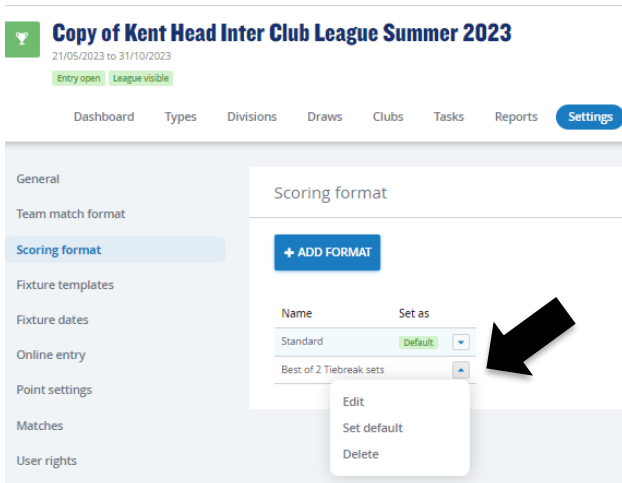 Copy of Kent Head Inter Club League Summer 2023
21/05/2023 to 31/10/2023
Entry open League visible
Dashboard Types Divisions Draws Clubs Tasks Reports Settings
General
Team match format
Scoring format
Fixture templates
Fixture dates
Online entry
Point settings
Matches
User rights
Scoring format
+ ADD FORMAT
Name Set as
Standard Default
Best of 2 Tiebreak sets
Edit
Set default
Delete